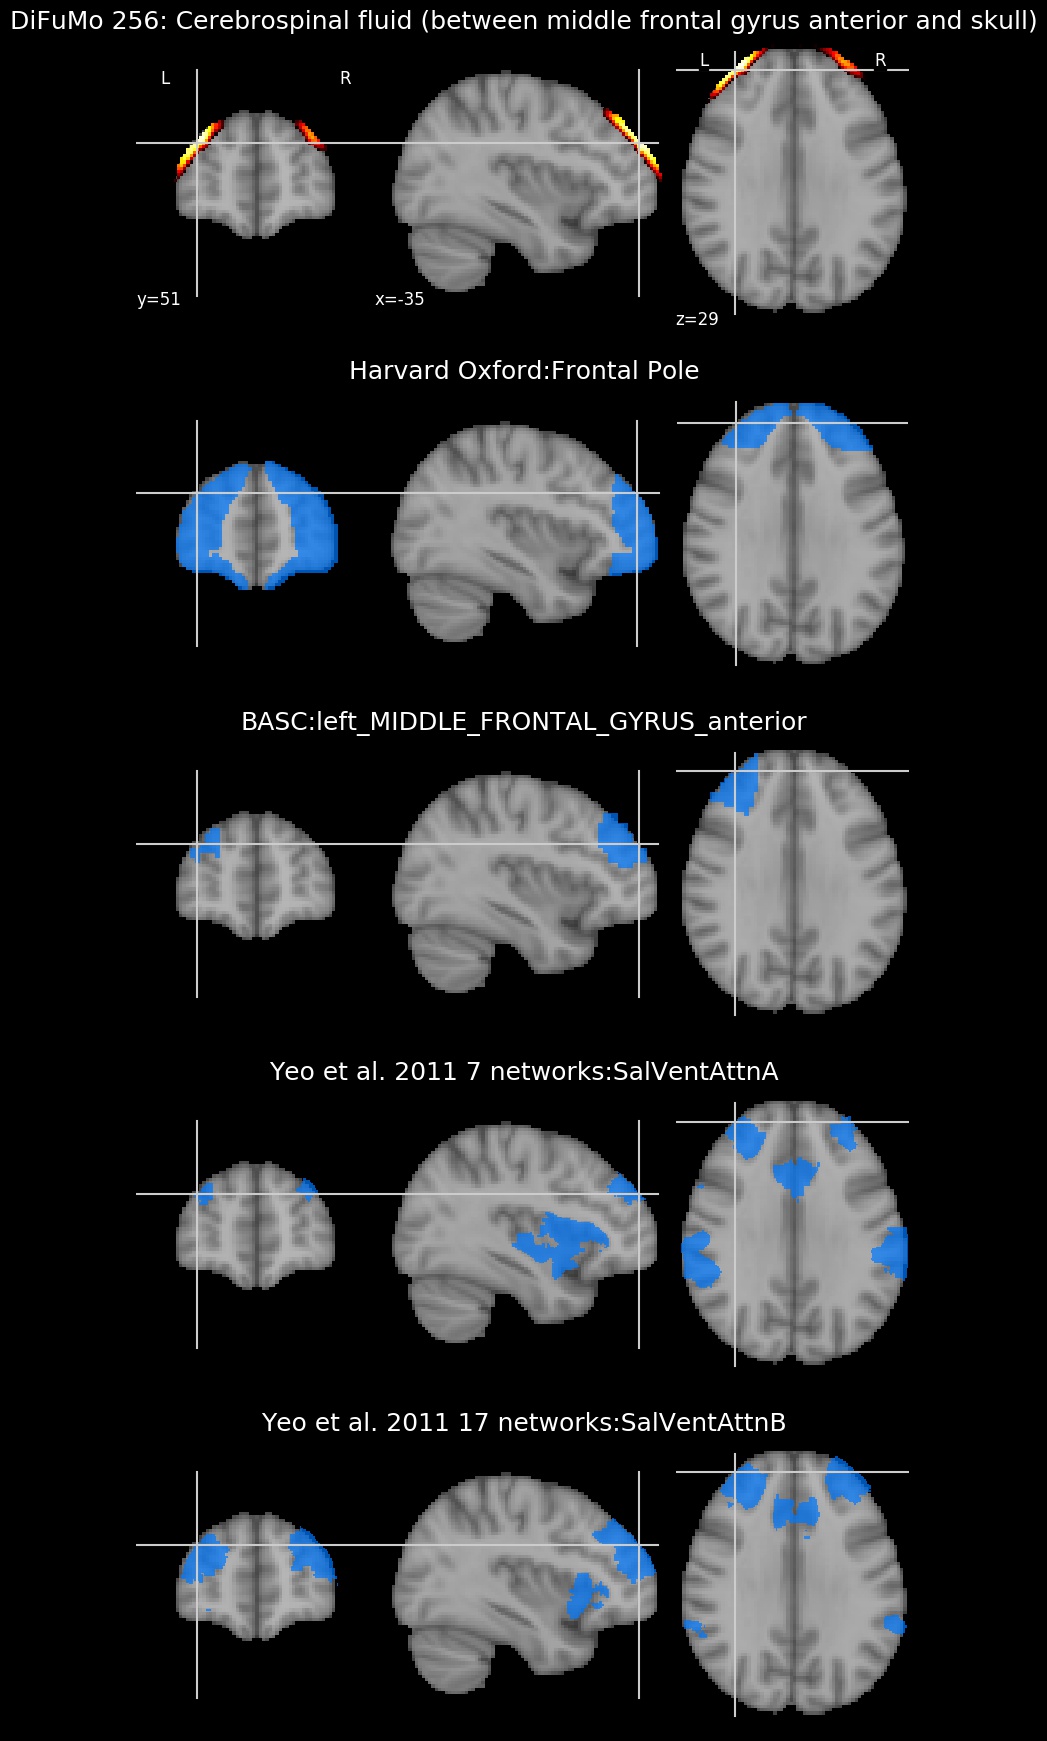 DiFuMo 256: Cerebrospinal fluid (between middle frontal gyrus anterior and skull)
L R
L R
y=51
x=-35
z=29
Harvard Oxford:Frontal Pole
BASC:left_MIDDLE_FRONTAL_GYRUS_anterior
Yeo et al. 2011 7 networks:SalVentAttnA
Yeo et al. 2011 17 networks:SalVentAttnB